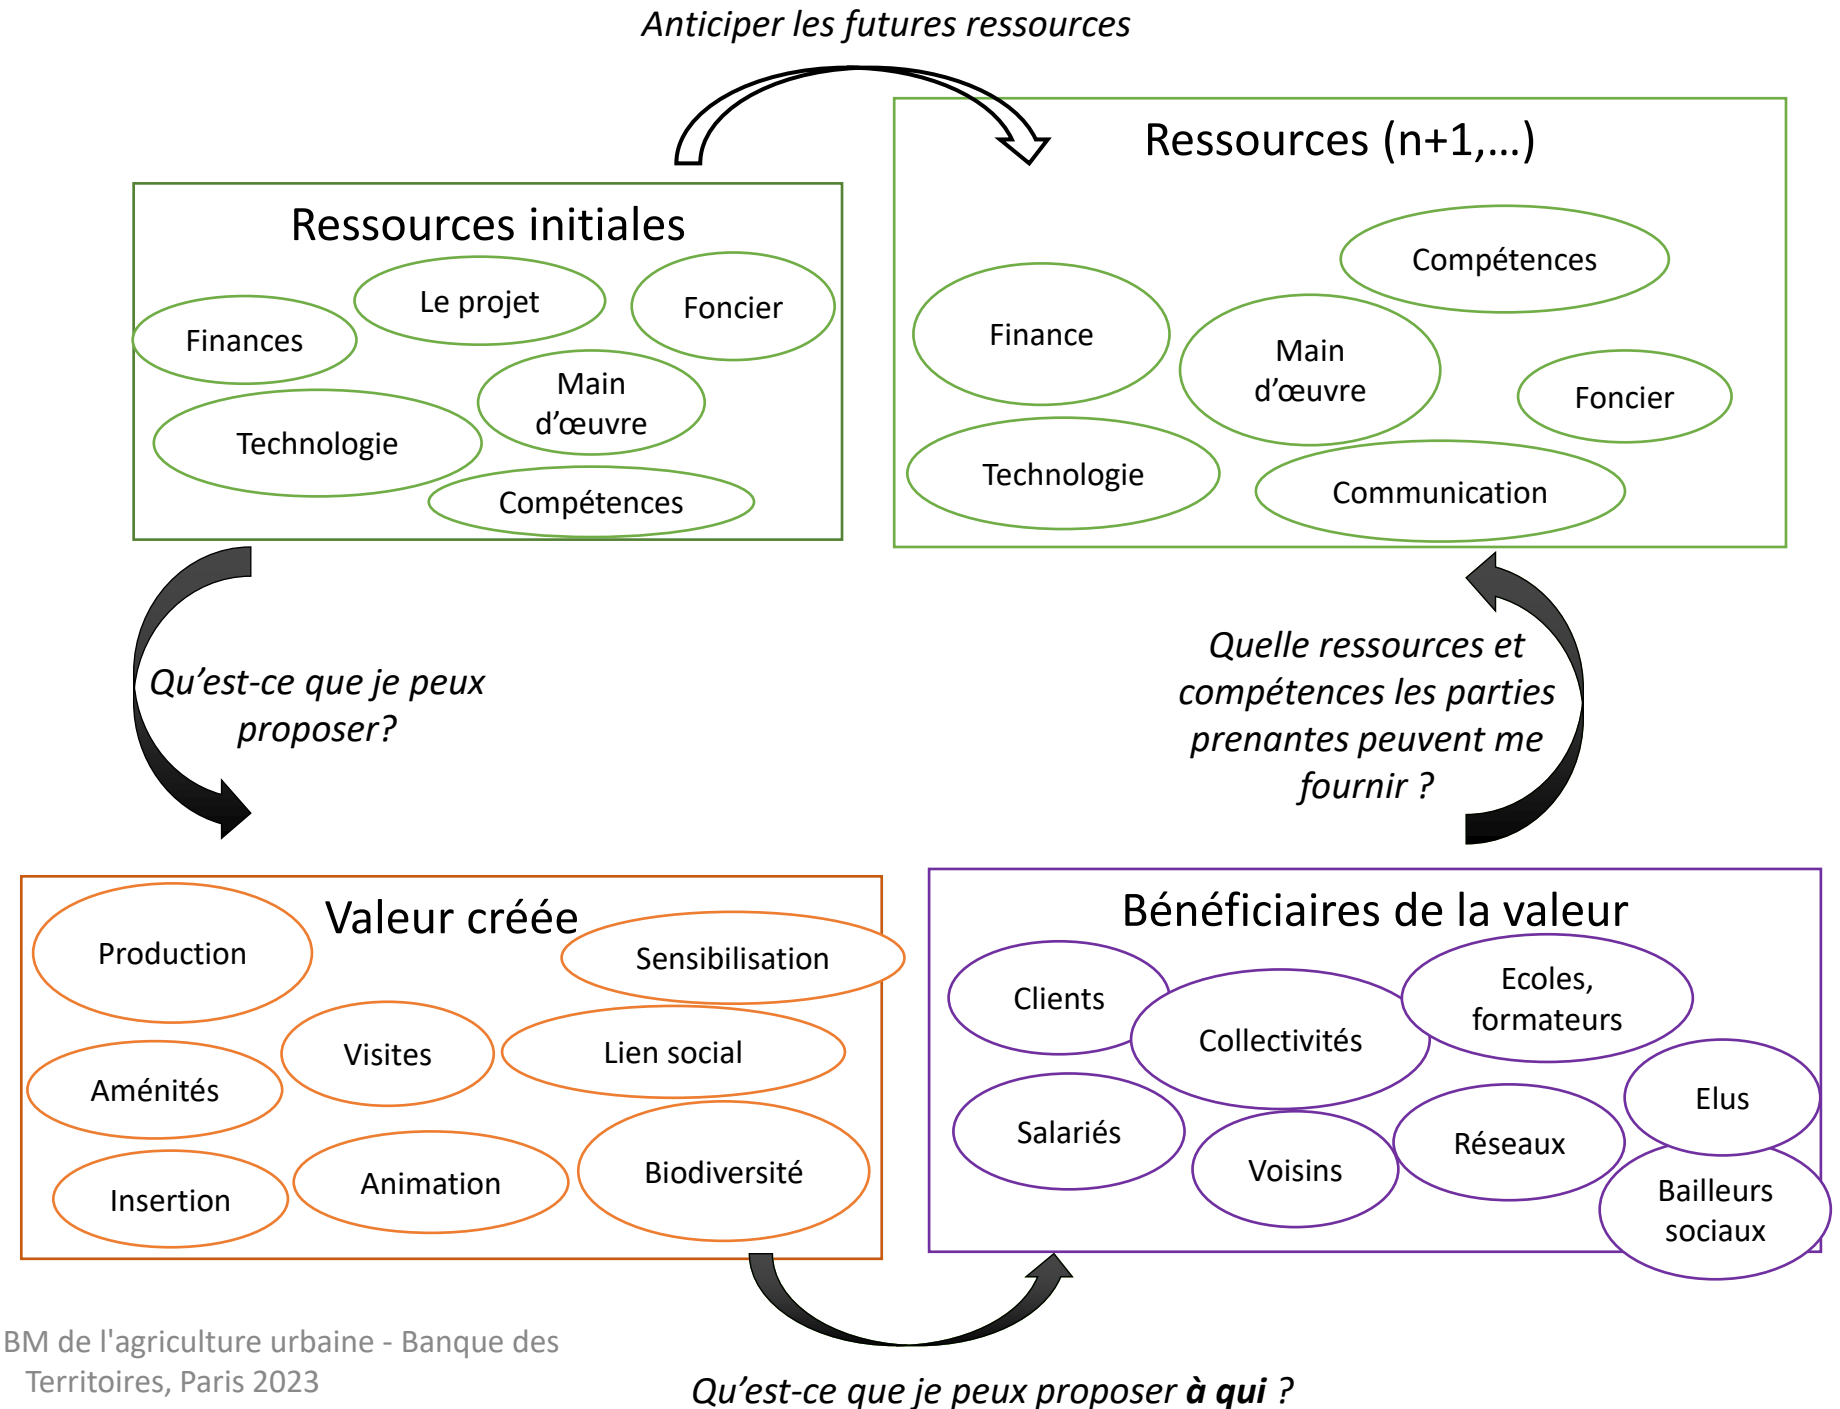 Anticiper les futures ressources
Ressources initiales
Le projet
Foncier
Finances
Main
d’œuvre
Technologie
Compétences
Ressources (n+1,…)
Compétences
Finance
Main
d’œuvre
Foncier
Technologie
Communication
Qu’est-ce que je peux
proposer?
Quelle ressources et
compétences les parties
prenantes peuvent me
fournir ?
Valeur créée
Production
Sensibilisation
Visites
Lien social
Aménités
Insertion
Animation
Biodiversité
Bénéficiaires de la valeur
Clients
Collectivités
Ecoles,
formateurs
Elus
Salariés
Voisins
Réseaux
Bailleurs
sociaux
BM de l'agriculture urbaine - Banque des
Territoires, Paris 2023
Qu’est-ce que je peux proposer à qui ?